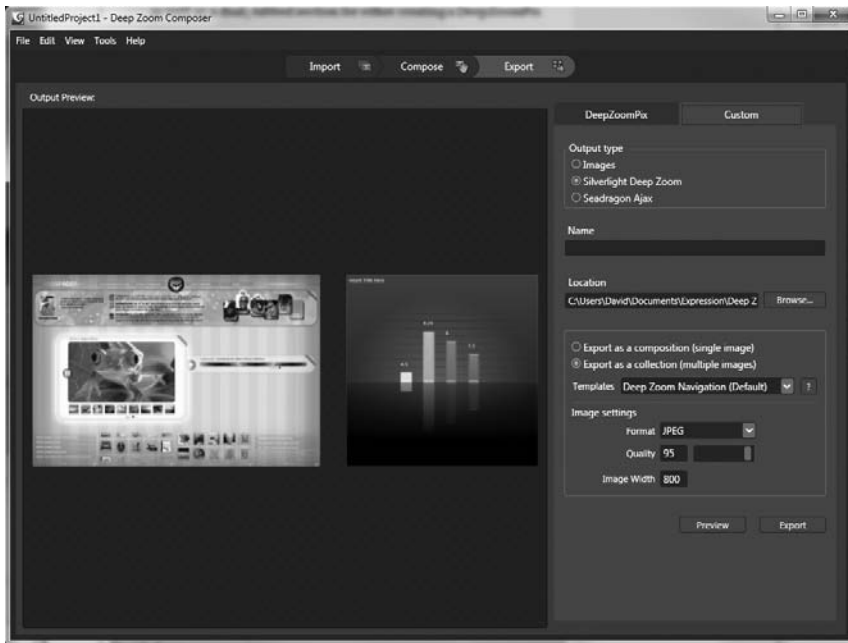 UntitledProject1 - Deep Zoom Composer
File Edit View Tools Help
Import Compose Export
Output Preview:
DeepZoomPix Custom
Output type
Images
Silverlight Deep Zoom
Seadragon Ajax
Name
Location
C:\Users\David\Documents\Expression\Deep Z Browse...
Export as a composition (single image)
Export as a collection (multiple images)
Templates Deep Zoom Navigation (Default) ?
Image settings
Format JPEG
Quality 95
Image Width 800
Preview Export